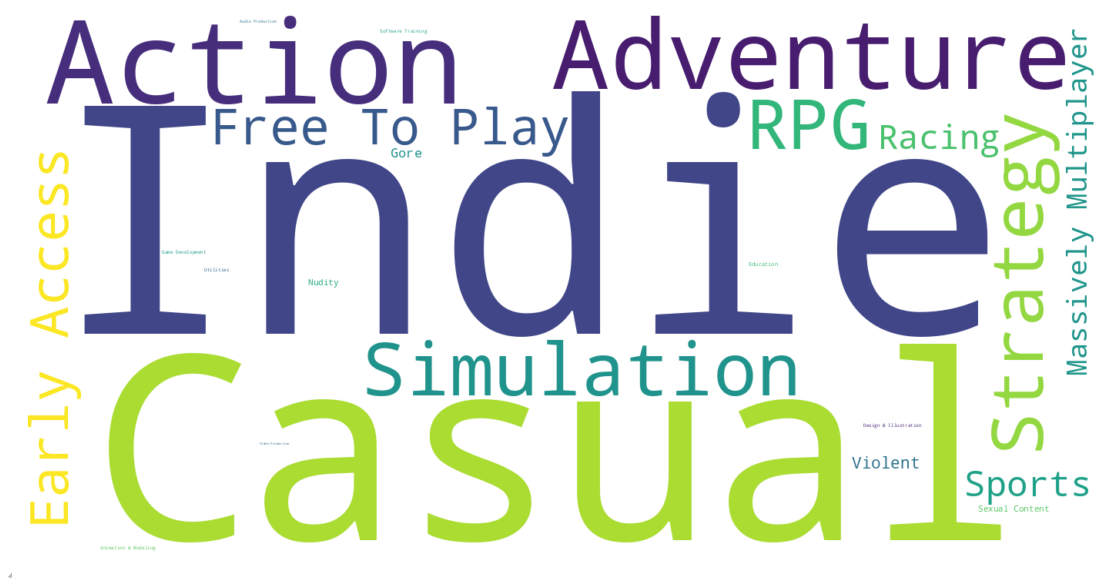 Audio Production
Software Training
Action
Adventure
Massively Multiplayer
Free To Play
RPG
Racing
Gore
Indie
Strategy
Early Access
Game Development
Utilities
Nudity
Education
Simulation
Casual
Design & Illustration
Video Production
Violent
Sports
Sexual Content
Animation & Modeling